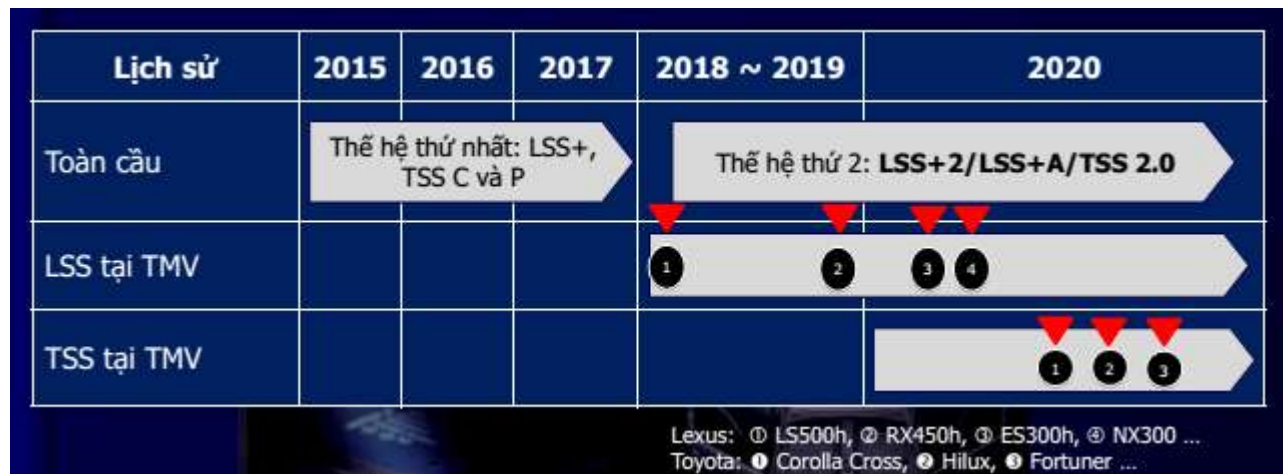 Lịch sử 2015 2016 2017 2018 ~ 2019 2020
Toàn cầu
Thế hệ thứ nhất: LSS+,
TSS C và P
Thế hệ thứ 2: LSS+2/LSS+A/TSS 2.0
LSS tại TMV
1 2 3 4
TSS tại TMV
1 2 3
Lexus: ① LS500h, ② RX450h, ③ ES300h, ④ NX300 ...
Toyota: ❶ Corolla Cross, ❷ Hilux, ❸ Fortuner ...